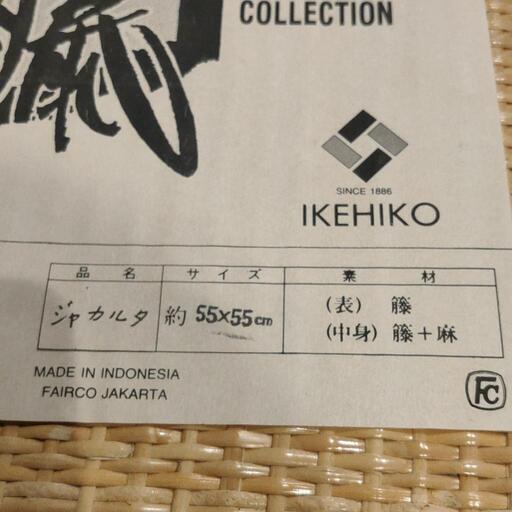 COLLECTION
SINCE 1886
IKEHIKO
品 名 サ イ ズ 素 材
ジャカルタ 約 55×55cm (表) 籐
(中身) 籐+麻
MADE IN INDONESIA
FAIRCO JAKARTA
FC